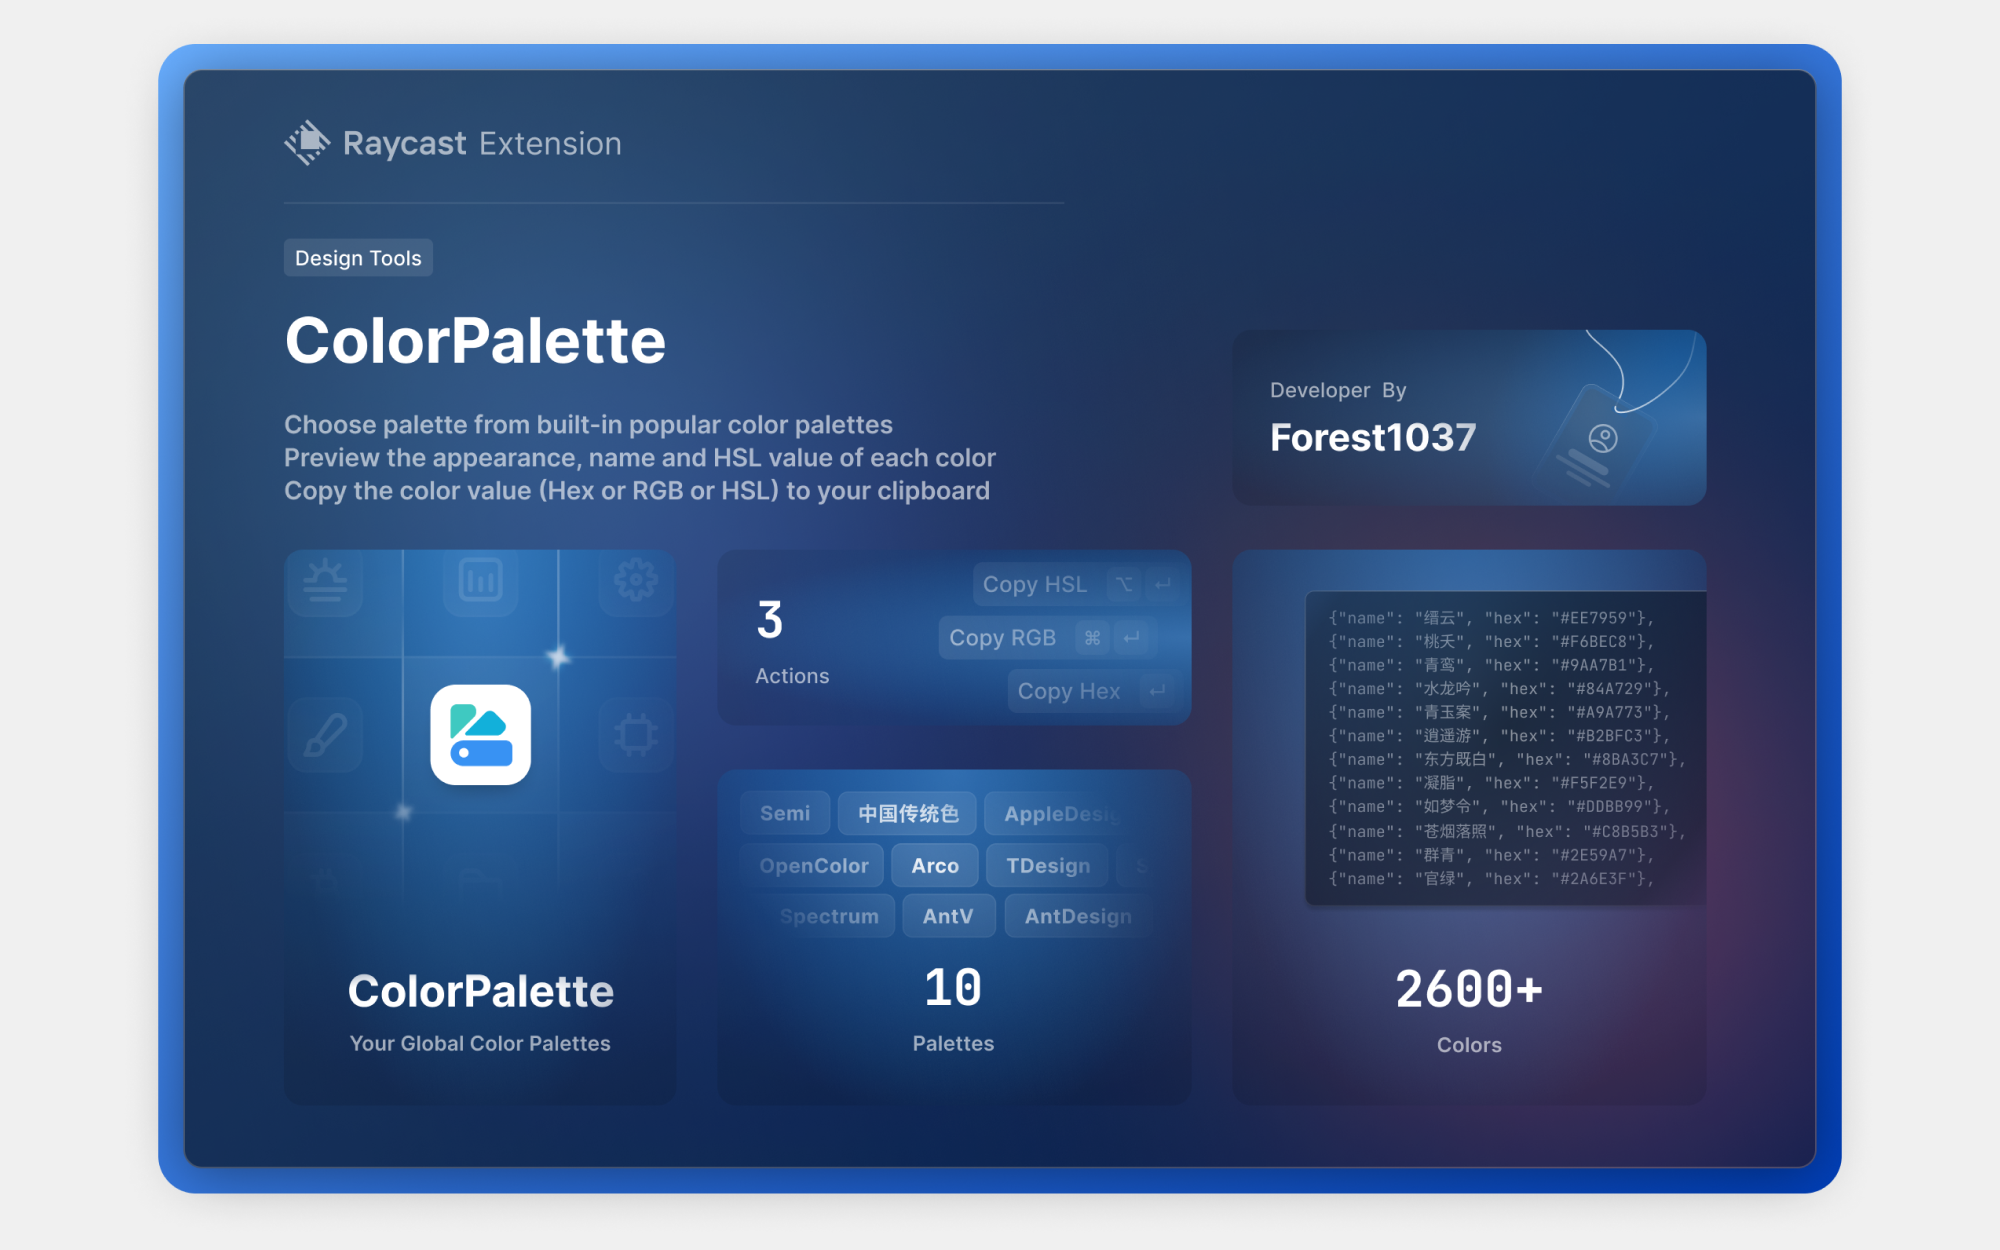 Raycast Extension
Design Tools
ColorPalette
Choose palette from built-in popular color palettes
Preview the appearance, name and HSL value of each color
Copy the color value (Hex or RGB or HSL) to your clipboard
Developer By
Forest1037
ColorPalette
Your Global Color Palettes
3
Actions
Copy HSL ⌥ ↵
Copy RGB ⌘ ↵
Copy Hex ↵
Semi 中国传统色 AppleDesig
OpenColor Arco TDesign S
Spectrum AntV AntDesign
10
Palettes
{"name": "缙云", "hex": "#EE7959"},
{"name": "桃夭", "hex": "#F6BEC8"},
{"name": "青鸾", "hex": "#9AA7B1"},
{"name": "水龙吟", "hex": "#84A729"},
{"name": "青玉案", "hex": "#A9A773"},
{"name": "逍遥游", "hex": "#B2BFC3"},
{"name": "东方既白", "hex": "#8BA3C7"},
{"name": "凝脂", "hex": "#F5F2E9"},
{"name": "如梦令", "hex": "#DDBB99"},
{"name": "苍烟落照", "hex": "#C8B5B3"},
{"name": "群青", "hex": "#2E59A7"},
{"name": "官绿", "hex": "#2A6E3F"},
2600+
Colors